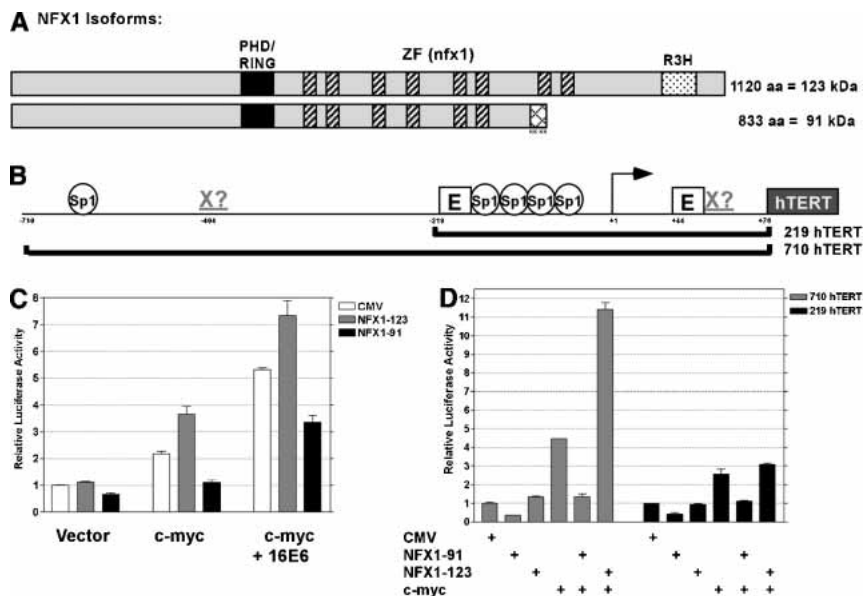 A NFX1 Isoforms:
PHD/
RING
ZF (nfx1)
R3H
1120 aa = 123 kDa
833 aa = 91 kDa
B
Sp1
X?
E
Sp1
Sp1
Sp1
Sp1
E
X?
hTERT
-710
-219
+1
219 hTERT
710 hTERT
C
CMV
NFX1-123
NFX1-91
Relative Luciferase Activity
8
7
6
5
4
3
2
1
0
Vector
c-myc
c-myc
+ 16E6
D
710 hTERT
219 hTERT
Relative Luciferase Activity
12
11
10
9
8
7
6
5
4
3
2
1
0
CMV + +
NFX1-91 + + + +
NFX1-123 + + + +
c-myc + + + + + +